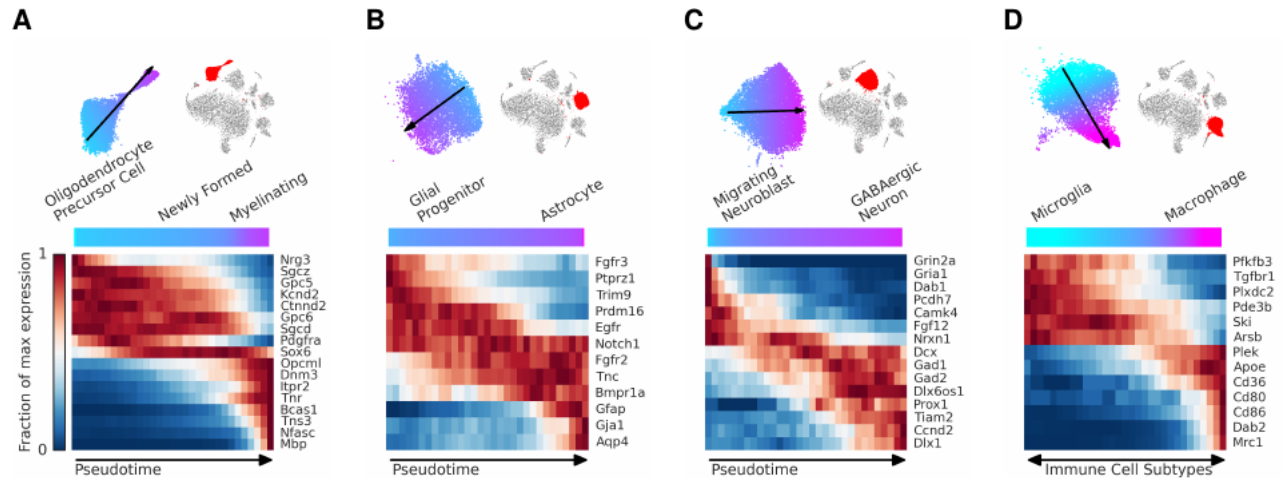 A
B
C
D
Oligodendrocyte
Precursor Cell
Newly Formed
Myelinating
Glial
Progenitor
Astrocyte
Migrating
Neuroblast
GABAergic
Neuron
Microglia
Macrophage
Fraction of max expression
1
0
Nrg3
Sgcz
Gpc5
Kcnd2
Ctnnd2
Gpc6
Sgcd
Pdgfra
Sox6
Opcml
Dnm3
Itpr2
Tnr
Bcas1
Tns3
Nfasc
Mbp
Pseudotime
Fgfr3
Ptprz1
Trim9
Prdm16
Egfr
Notch1
Fgfr2
Tnc
Bmpr1a
Gfap
Gja1
Aqp4
Pseudotime
Grin2a
Gria1
Dab1
Pcdh7
Camk4
Fgf12
Nrxn1
Dcx
Gad1
Gad2
Dlx6os1
Prox1
Tiam2
Ccnd2
Dlx1
Pseudotime
Pfkfb3
Tgfbr1
Plxdc2
Pde3b
Ski
Arsb
Plek
Apoe
Cd36
Cd80
Cd86
Dab2
Mrc1
Immune Cell Subtypes